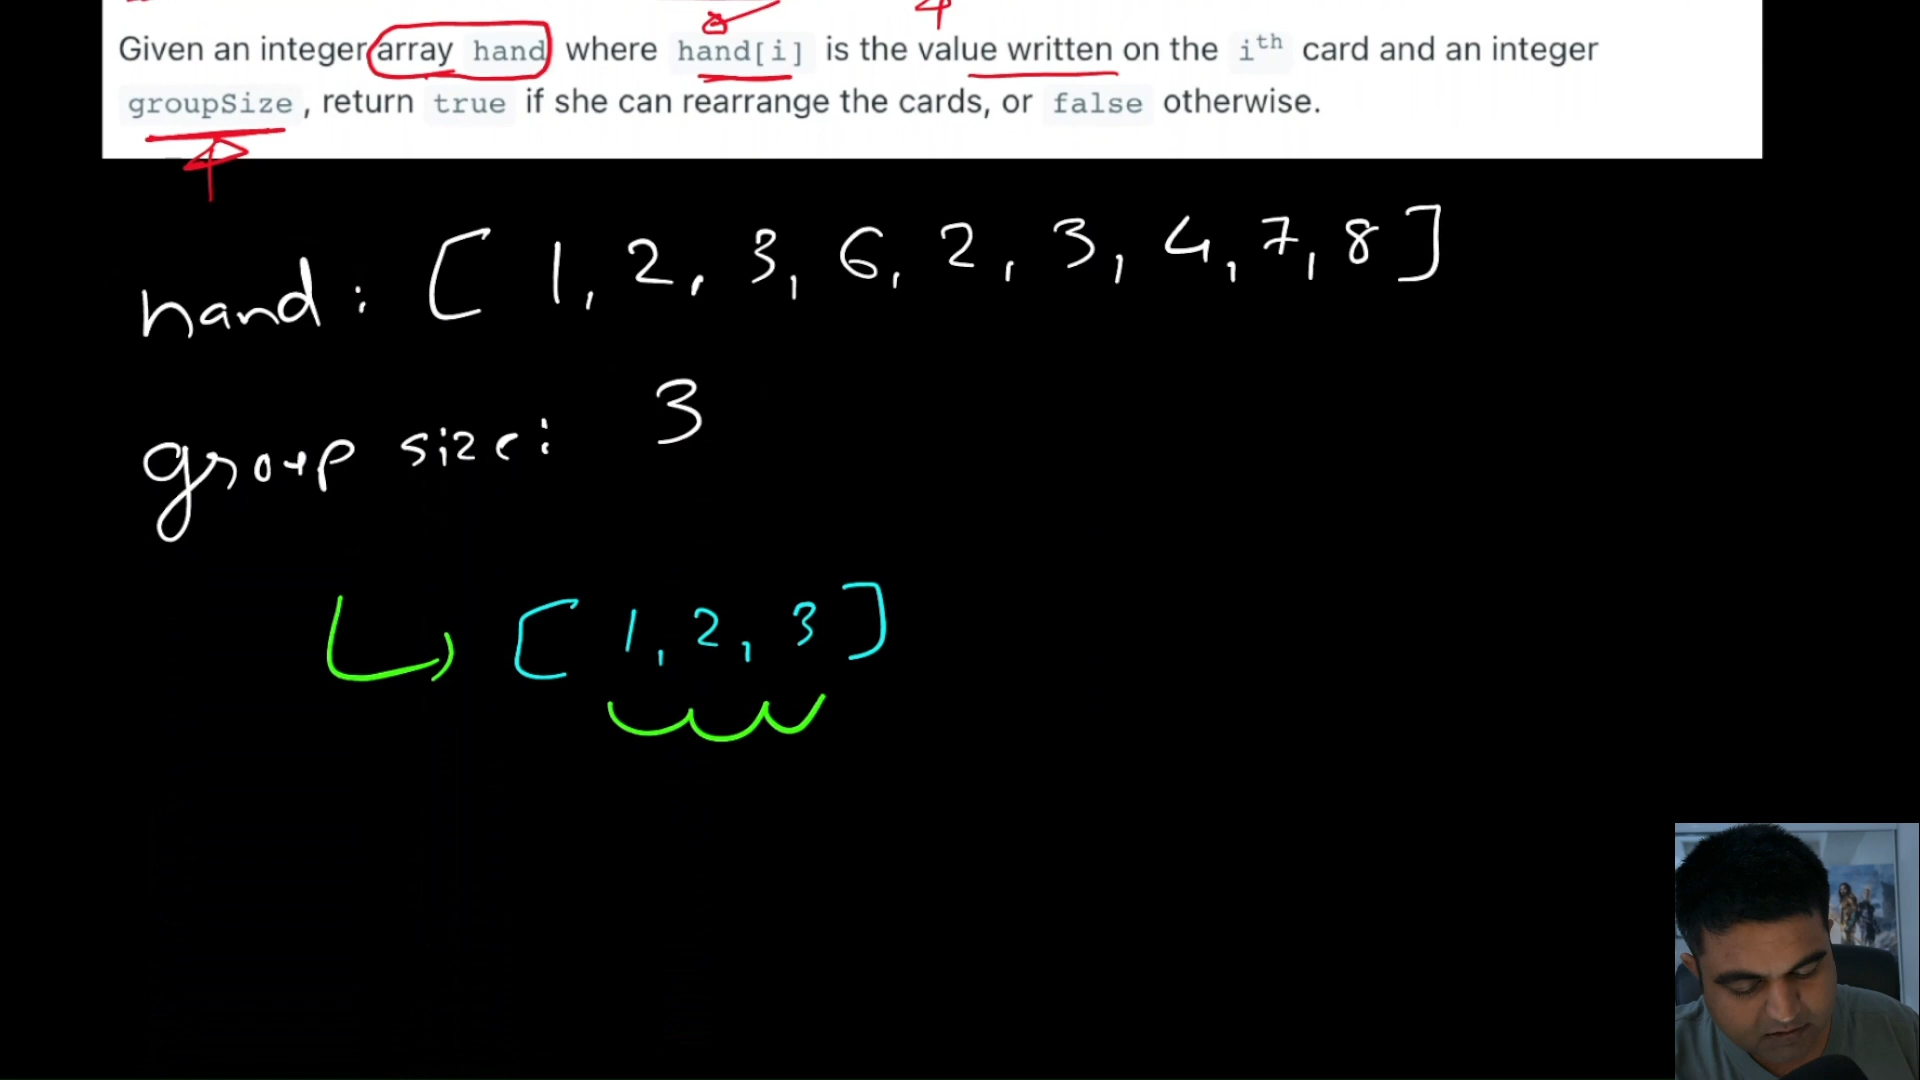 Given an integer array hand where hand[i] is the value written on the ith card and an integer
groupSize , return true if she can rearrange the cards, or false otherwise.
hand : [ 1, 2, 3, 6, 2, 3, 4, 7, 8 ]
group size: 3
[ 1, 2, 3 ]